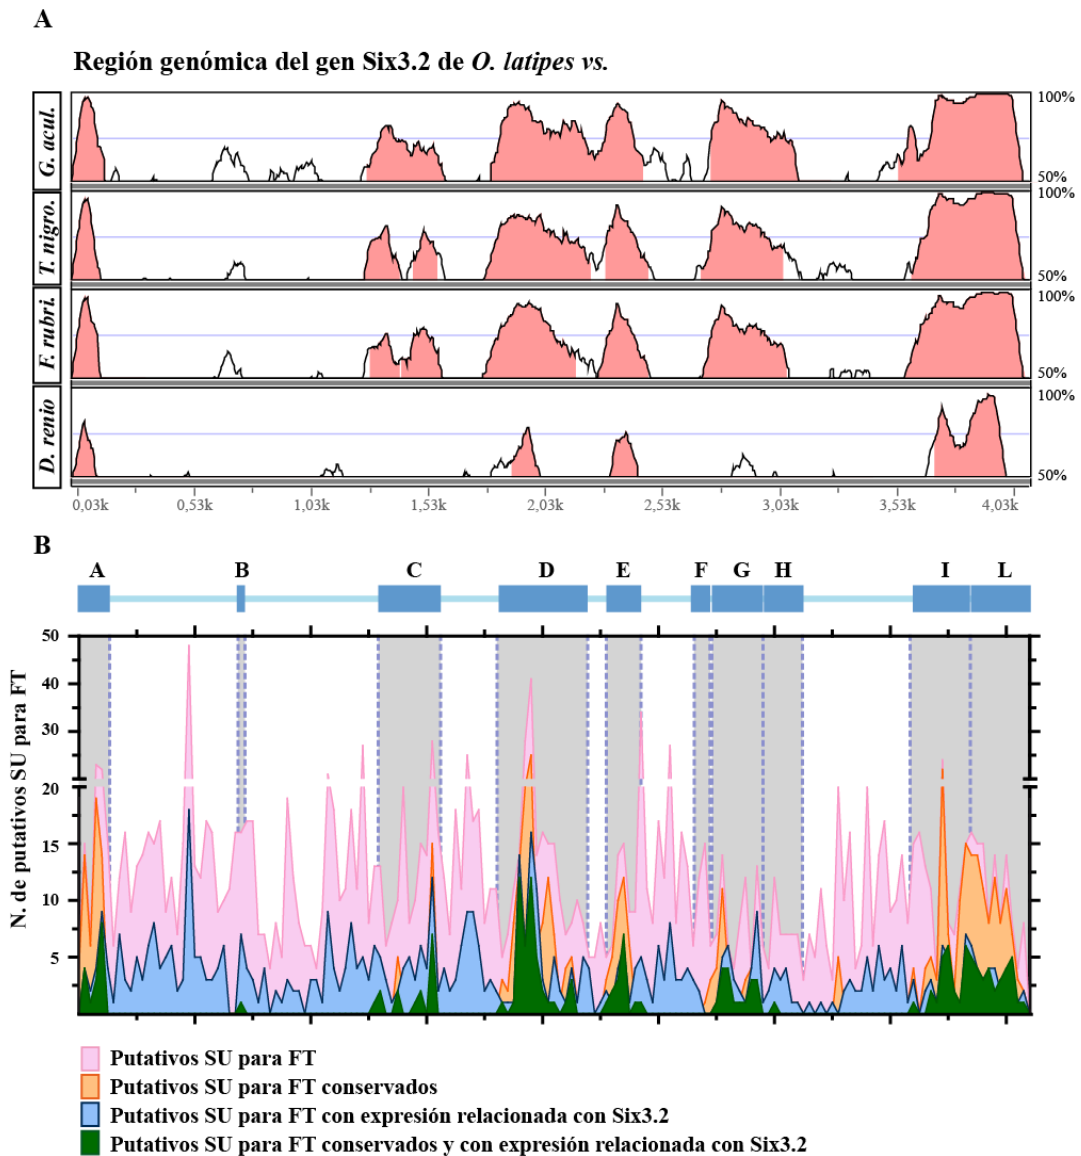 A
Región genómica del gen Six3.2 de O. latipes vs.
G. acul.
100%
50%
T. nigro.
100%
50%
F. rubri.
100%
50%
D. renio
100%
50%
0,03k 0,53k 1,03k 1,53k 2,03k 2,53k 3,03k 3,53k 4,03k
B
A B C D E F G H I L
N. de putativos SU para FT
50
40
30
20
15
10
5
Putativos SU para FT
Putativos SU para FT conservados
Putativos SU para FT con expresión relacionada con Six3.2
Putativos SU para FT conservados y con expresión relacionada con Six3.2